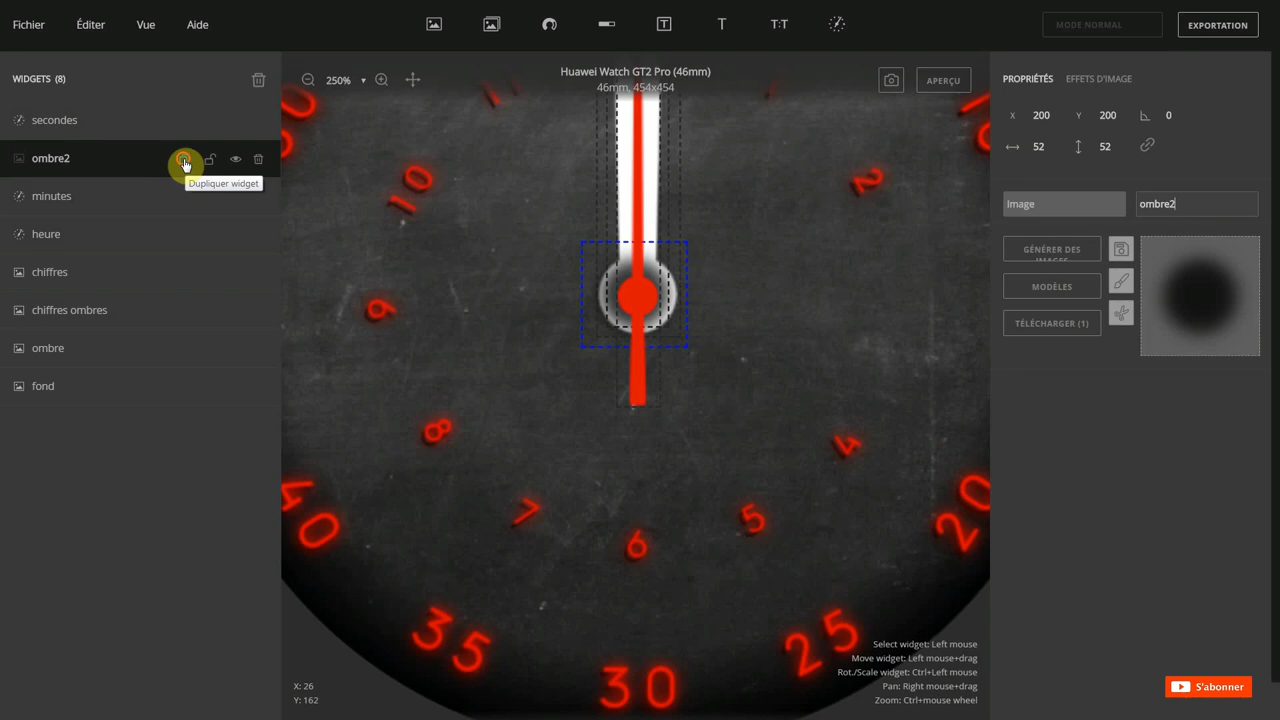 Fichier Éditer Vue Aide
T T:T
MODE NORMAL
EXPORTATION
WIDGETS (8)
secondes
ombre2
Dupliquer widget
minutes
heure
chiffres
chiffres ombres
ombre
fond
250%
Huawei Watch GT2 Pro (46mm)
46mm, 454x454
APERÇU
10
2
9
8
4
7
5
6
40
20
35
25
30
Select widget: Left mouse
Move widget: Left mouse+drag
Rot./Scale widget: Ctrl+Left mouse
Pan: Right mouse+drag
Zoom: Ctrl+mouse wheel
X: 26
Y: 162
PROPRIÉTÉS EFFETS D'IMAGE
X 200 Y 200 0
52 52
Image ombre2
GÉNÉRER DES
MODÈLES
TÉLÉCHARGER (1)
S'abonner